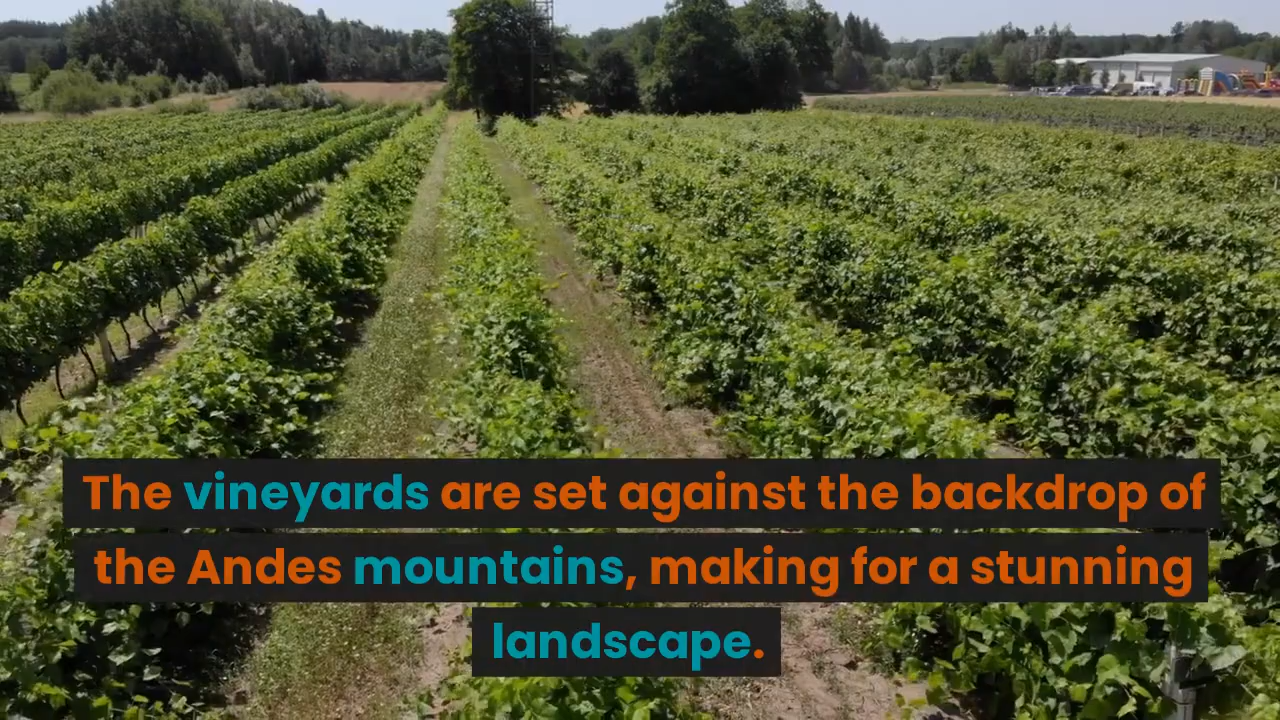 The vineyards are set against the backdrop of
the Andes mountains, making for a stunning
landscape.